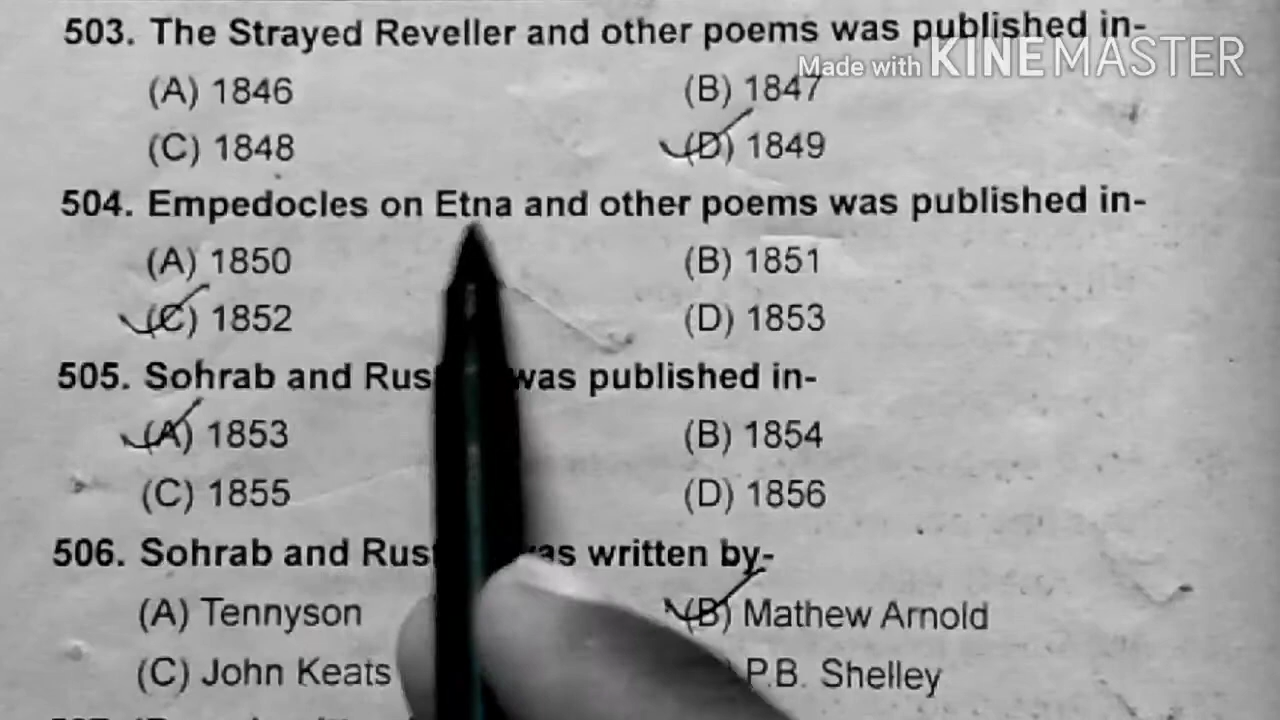 503. The Strayed Reveller and other poems was published in-
Made with KINEMASTER
(A) 1846 (B) 1847
(C) 1848 (D) 1849
504. Empedocles on Etna and other poems was published in-
(A) 1850 (B) 1851
(C) 1852 (D) 1853
505. Sohrab and Rus was published in-
(A) 1853 (B) 1854
(C) 1855 (D) 1856
506. Sohrab and Rus was written by-
(A) Tennyson (B) Mathew Arnold
(C) John Keats P.B. Shelley